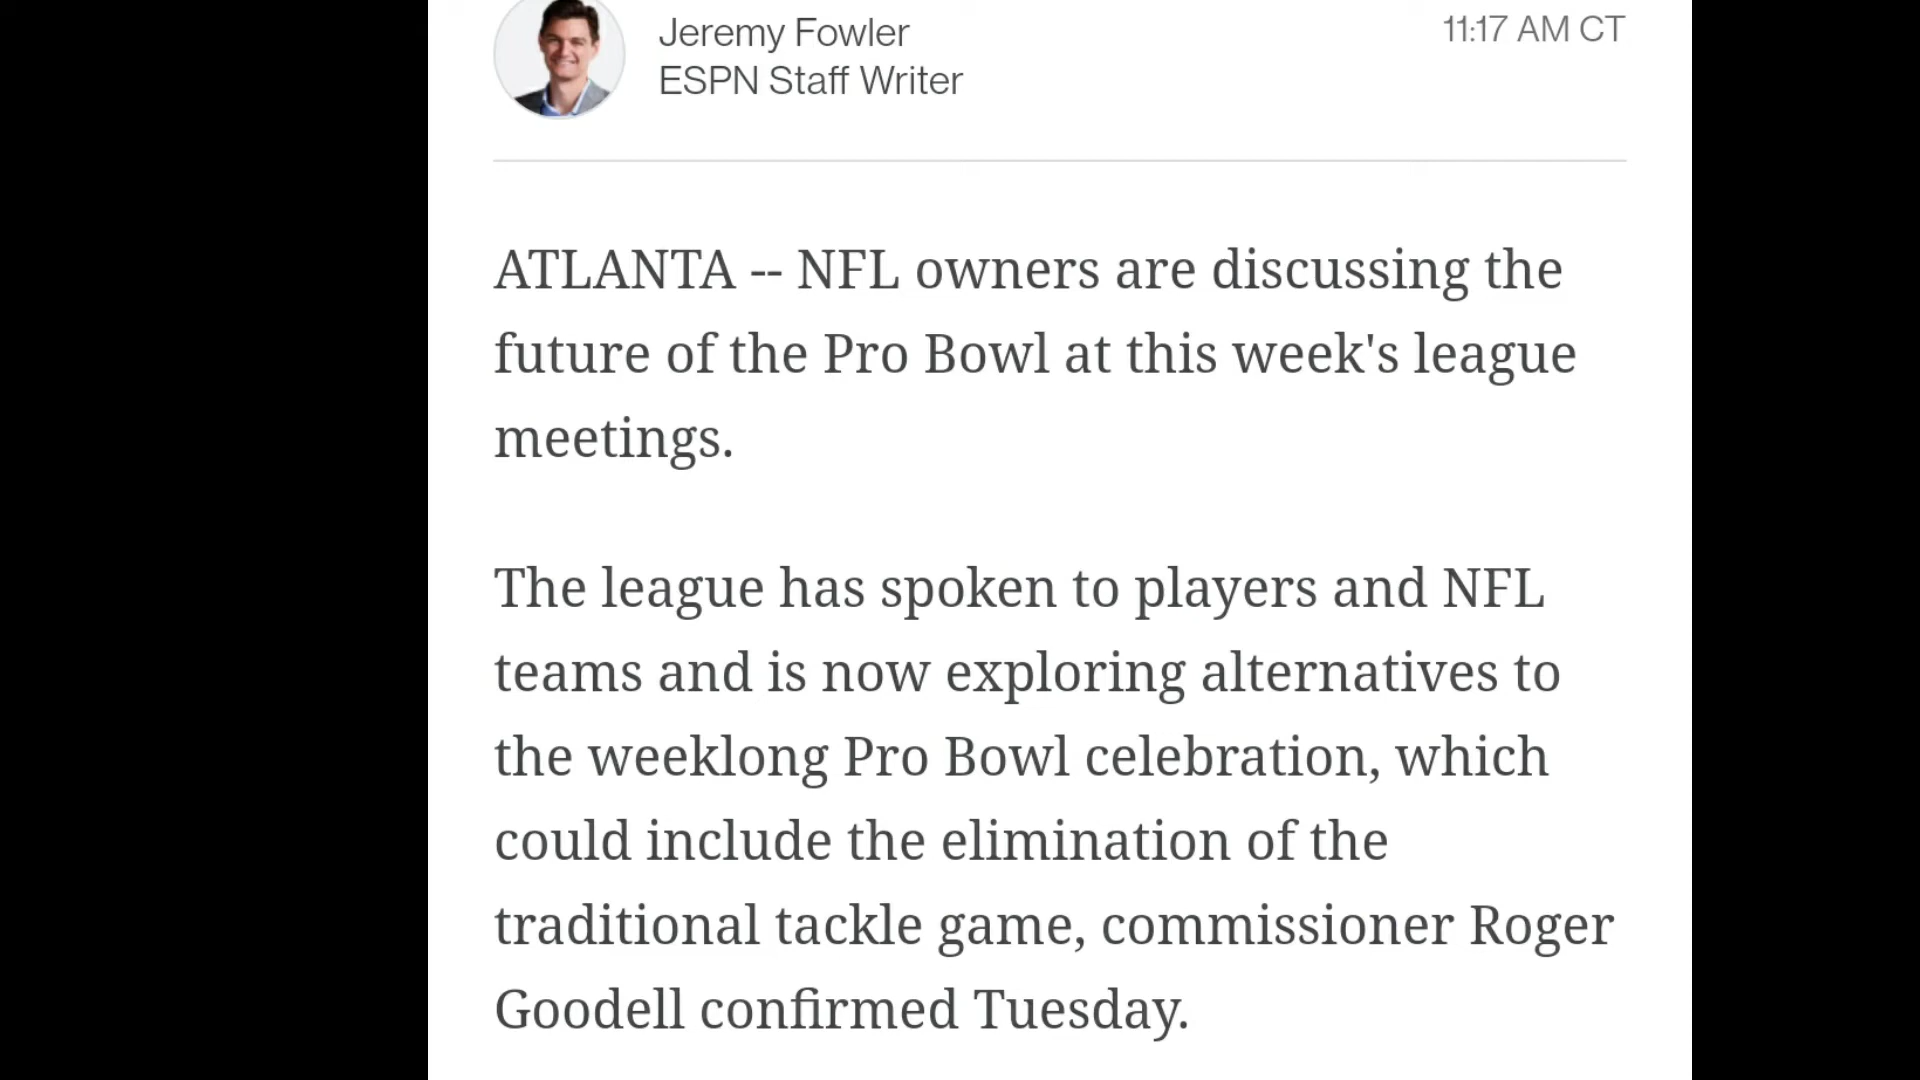 Jeremy Fowler
ESPN Staff Writer
11:17 AM CT
ATLANTA -- NFL owners are discussing the
future of the Pro Bowl at this week's league
meetings.
The league has spoken to players and NFL
teams and is now exploring alternatives to
the weeklong Pro Bowl celebration, which
could include the elimination of the
traditional tackle game, commissioner Roger
Goodell confirmed Tuesday.